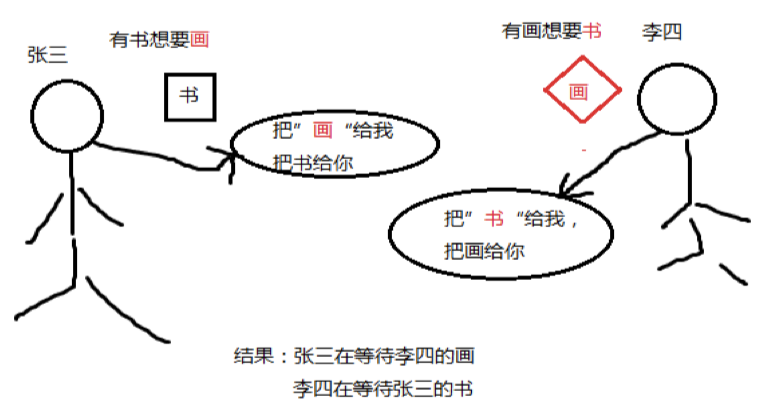 张三
有书想要画
书
把”画“给我
把书给你
有画想要书
李四
画
把”书“给我，
把画给你
结果：张三在等待李四的画
李四在等待张三的书